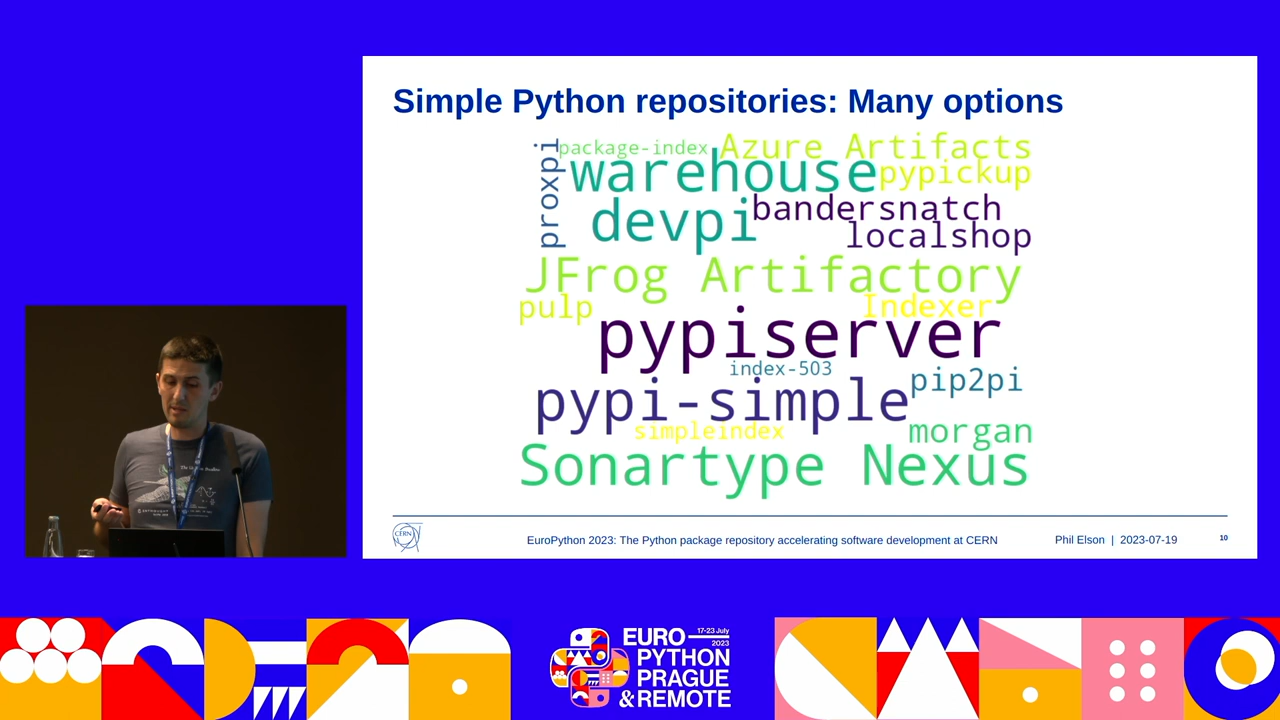 Simple Python repositories: Many options
proxpi
package-index
Azure Artifacts
warehouse
pypickup
devpi
bandersnatch
localshop
JFrog Artifactory
pulp
Indexer
pypiserver
index-503
pypi-simple
pip2pi
simpleindex
morgan
Sonartype Nexus
CERN
EuroPython 2023: The Python package repository accelerating software development at CERN
Phil Elson | 2023-07-19
10
EURO
17-23 July
2023
PYTHON
PRAGUE
& REMOTE